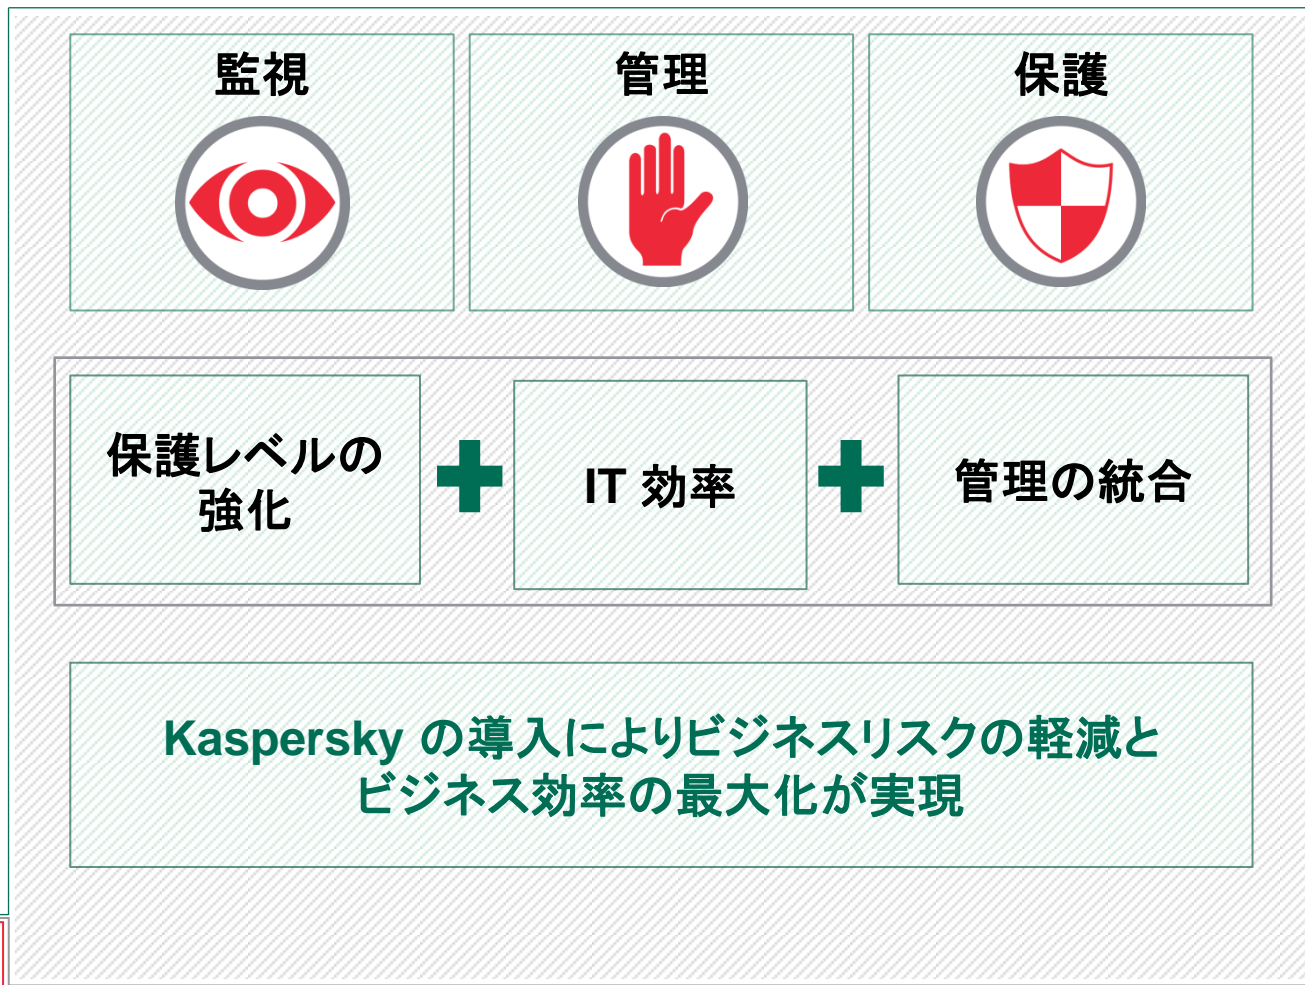 監視
管理
保護
保護レベルの
強化
IT 効率
管理の統合
Kaspersky の導入によりビジネスリスクの軽減と
ビジネス効率の最大化が実現